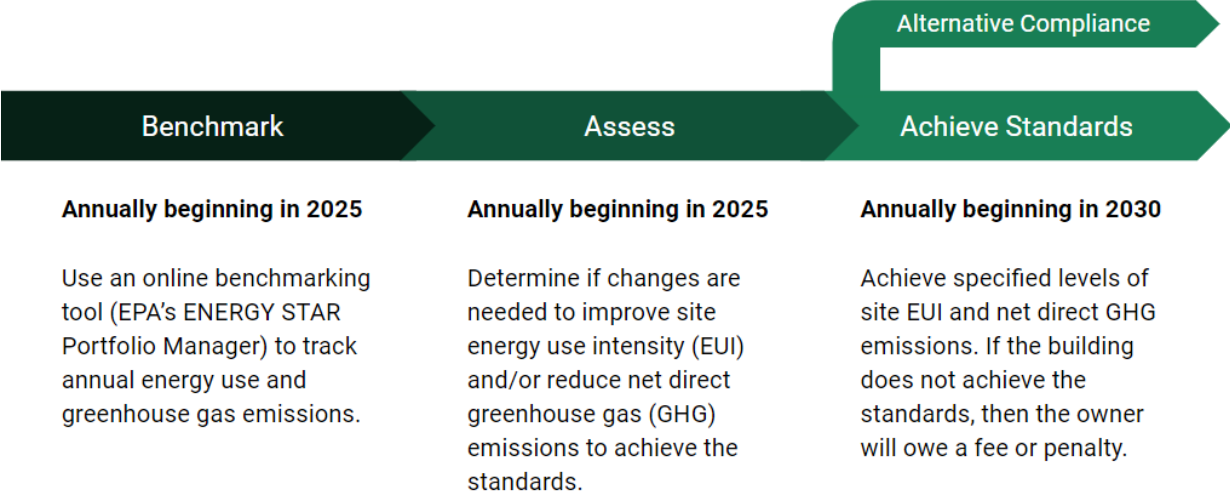 Alternative Compliance
Benchmark
Assess
Achieve Standards
Annually beginning in 2025
Use an online benchmarking
tool (EPA’s ENERGY STAR
Portfolio Manager) to track
annual energy use and
greenhouse gas emissions.
Annually beginning in 2025
Determine if changes are
needed to improve site
energy use intensity (EUI)
and/or reduce net direct
greenhouse gas (GHG)
emissions to achieve the
standards.
Annually beginning in 2030
Achieve specified levels of
site EUI and net direct GHG
emissions. If the building
does not achieve the
standards, then the owner
will owe a fee or penalty.